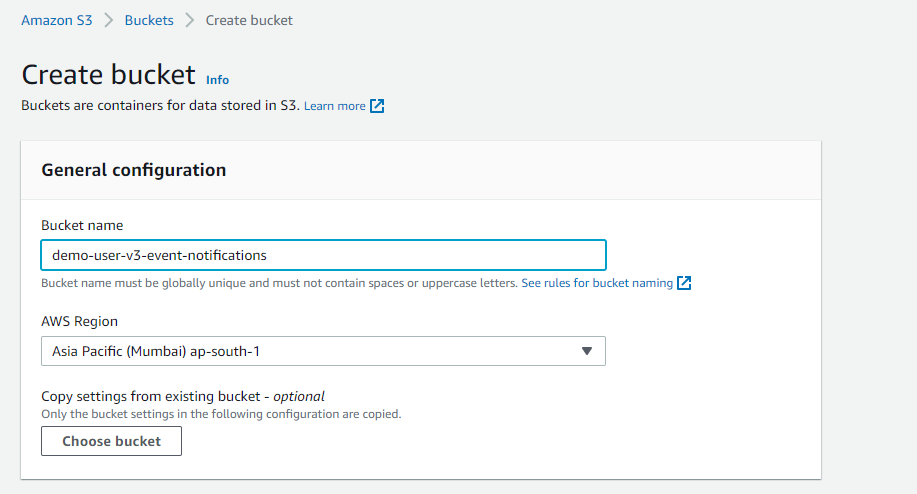 Amazon S3 > Buckets > Create bucket
Create bucket Info
Buckets are containers for data stored in S3. Learn more
General configuration
Bucket name
demo-user-v3-event-notifications
Bucket name must be globally unique and must not contain spaces or uppercase letters. See rules for bucket naming
AWS Region
Asia Pacific (Mumbai) ap-south-1
Copy settings from existing bucket - optional
Only the bucket settings in the following configuration are copied.
Choose bucket